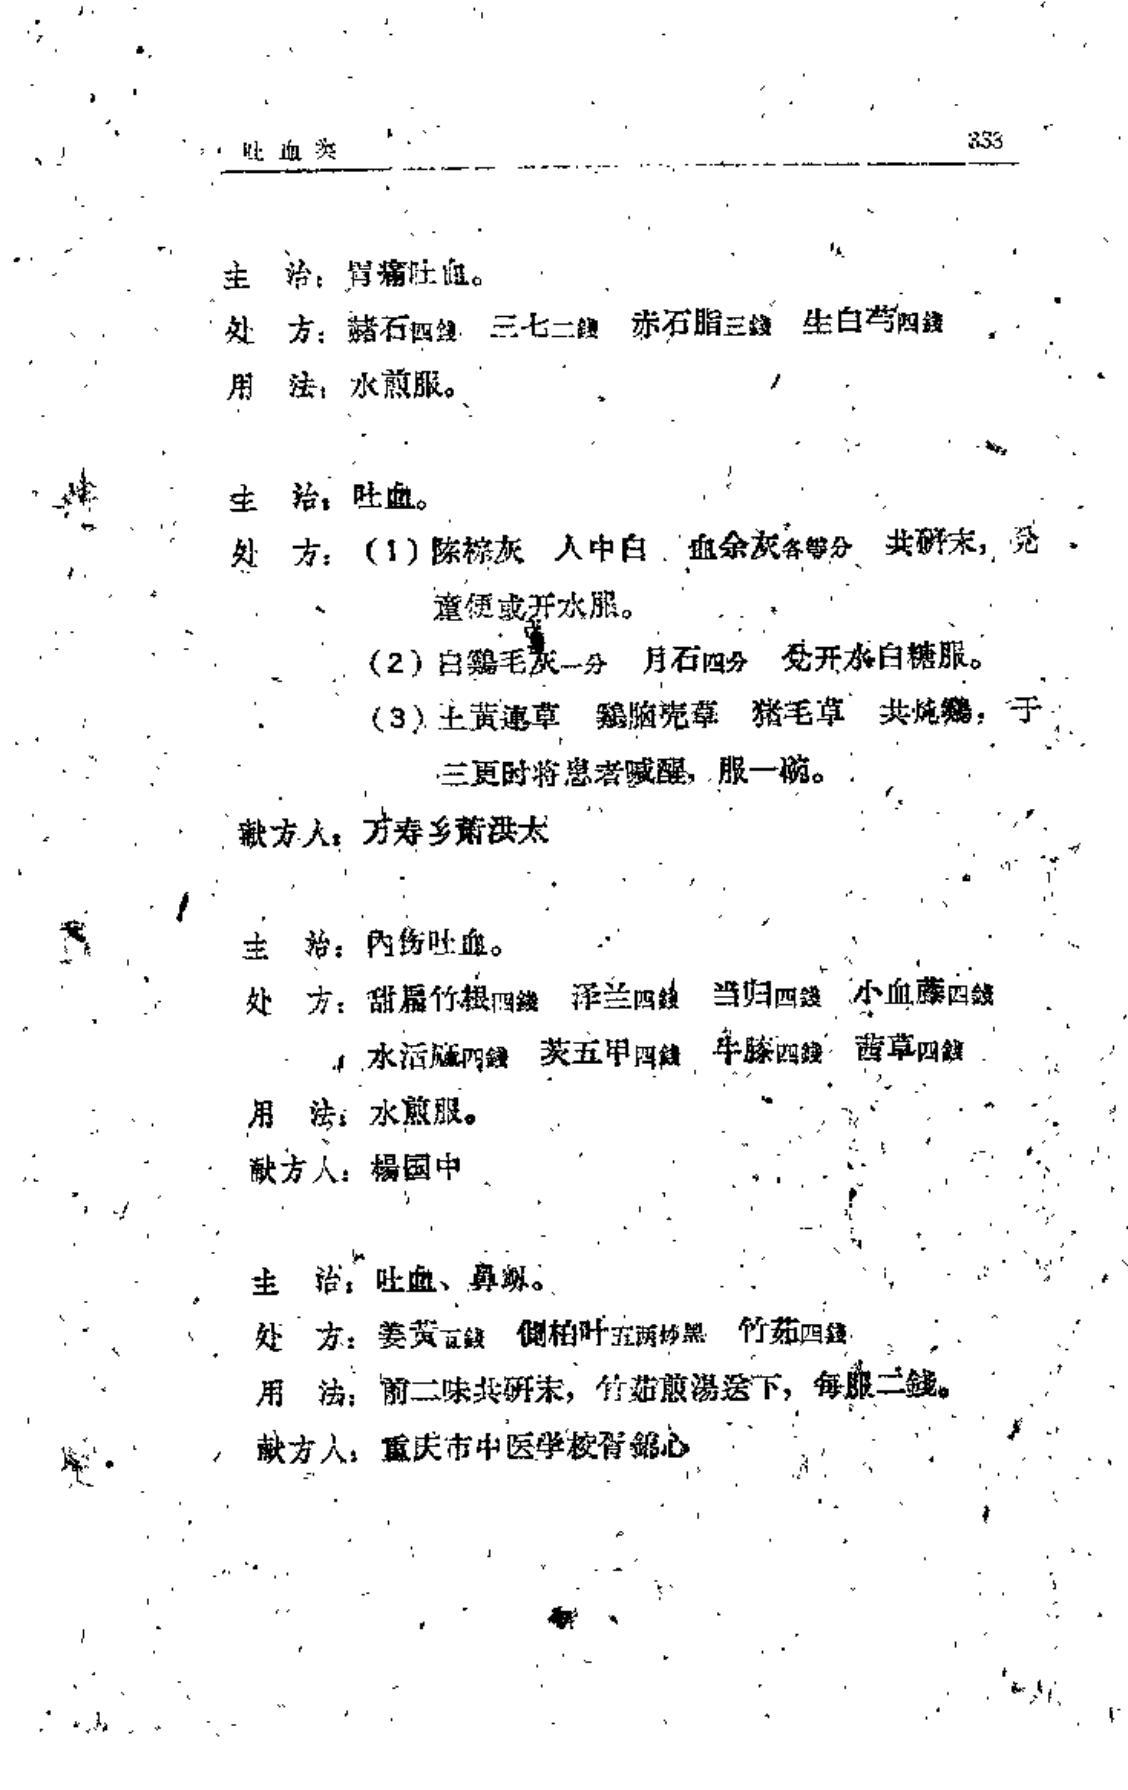 吐血类 353
主 治：胃痛吐血。
处 方：赭石四錢 三七二錢 赤石脂三錢 生白芍四錢
用 法：水煎服。
主 治：吐血。
处 方：（1）陈棕灰 人中白 血余灰各等分 共研末，兑
童便或开水服。
（2）白鷄毛灰一分 月石四分 兑开水白糖服。
（3）土黃連草 鷄脑壳草 猪毛草 共炖鷄，于
三更时将患者喊醒，服一碗。
献方人：万寿乡萧洪太
主 治：內伤吐血。
处 方：甜扁竹根四錢 泽兰四錢 当归四錢 小血藤四錢
水活麻四錢 茨五甲四錢 牛膝四錢 茜草四錢
用 法：水煎服。
献方人：楊国中
主 治：吐血、鼻衄。
处 方：姜黃五錢 側柏叶五两炒黑 竹茹四錢
用 法：前二味共研末，竹茹煎湯送下，每服二錢。
献方人：重庆市中医学校胥錦心